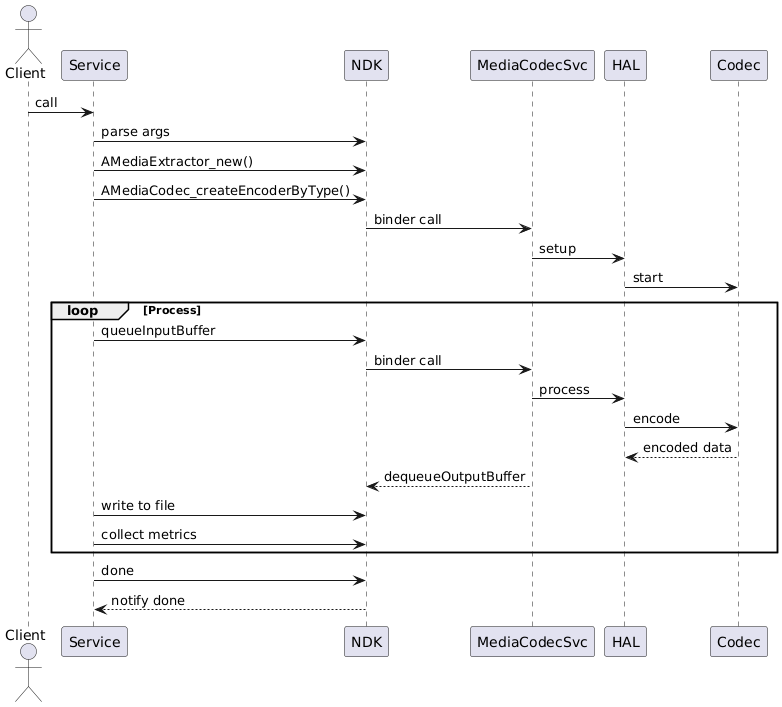 Client
Service
NDK
MediaCodecSvc
HAL
Codec
call
parse args
AMediaExtractor_new()
AMediaCodec_createEncoderByType()
binder call
setup
start
loop
[Process]
queueInputBuffer
binder call
process
encode
encoded data
dequeueOutputBuffer
write to file
collect metrics
done
notify done
Client
Service
NDK
MediaCodecSvc
HAL
Codec